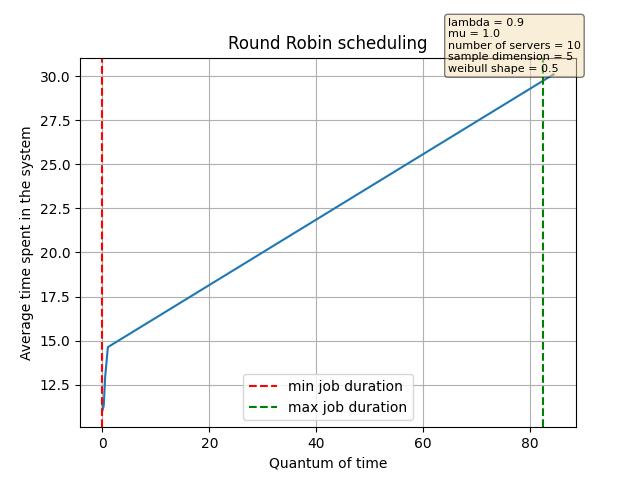 Round Robin scheduling
lambda = 0.9
mu = 1.0
number of servers = 10
sample dimension = 5
weibull shape = 0.5
Average time spent in the system
30.0
27.5
25.0
22.5
20.0
17.5
15.0
12.5
min job duration
max job duration
0 20 40 60 80
Quantum of time